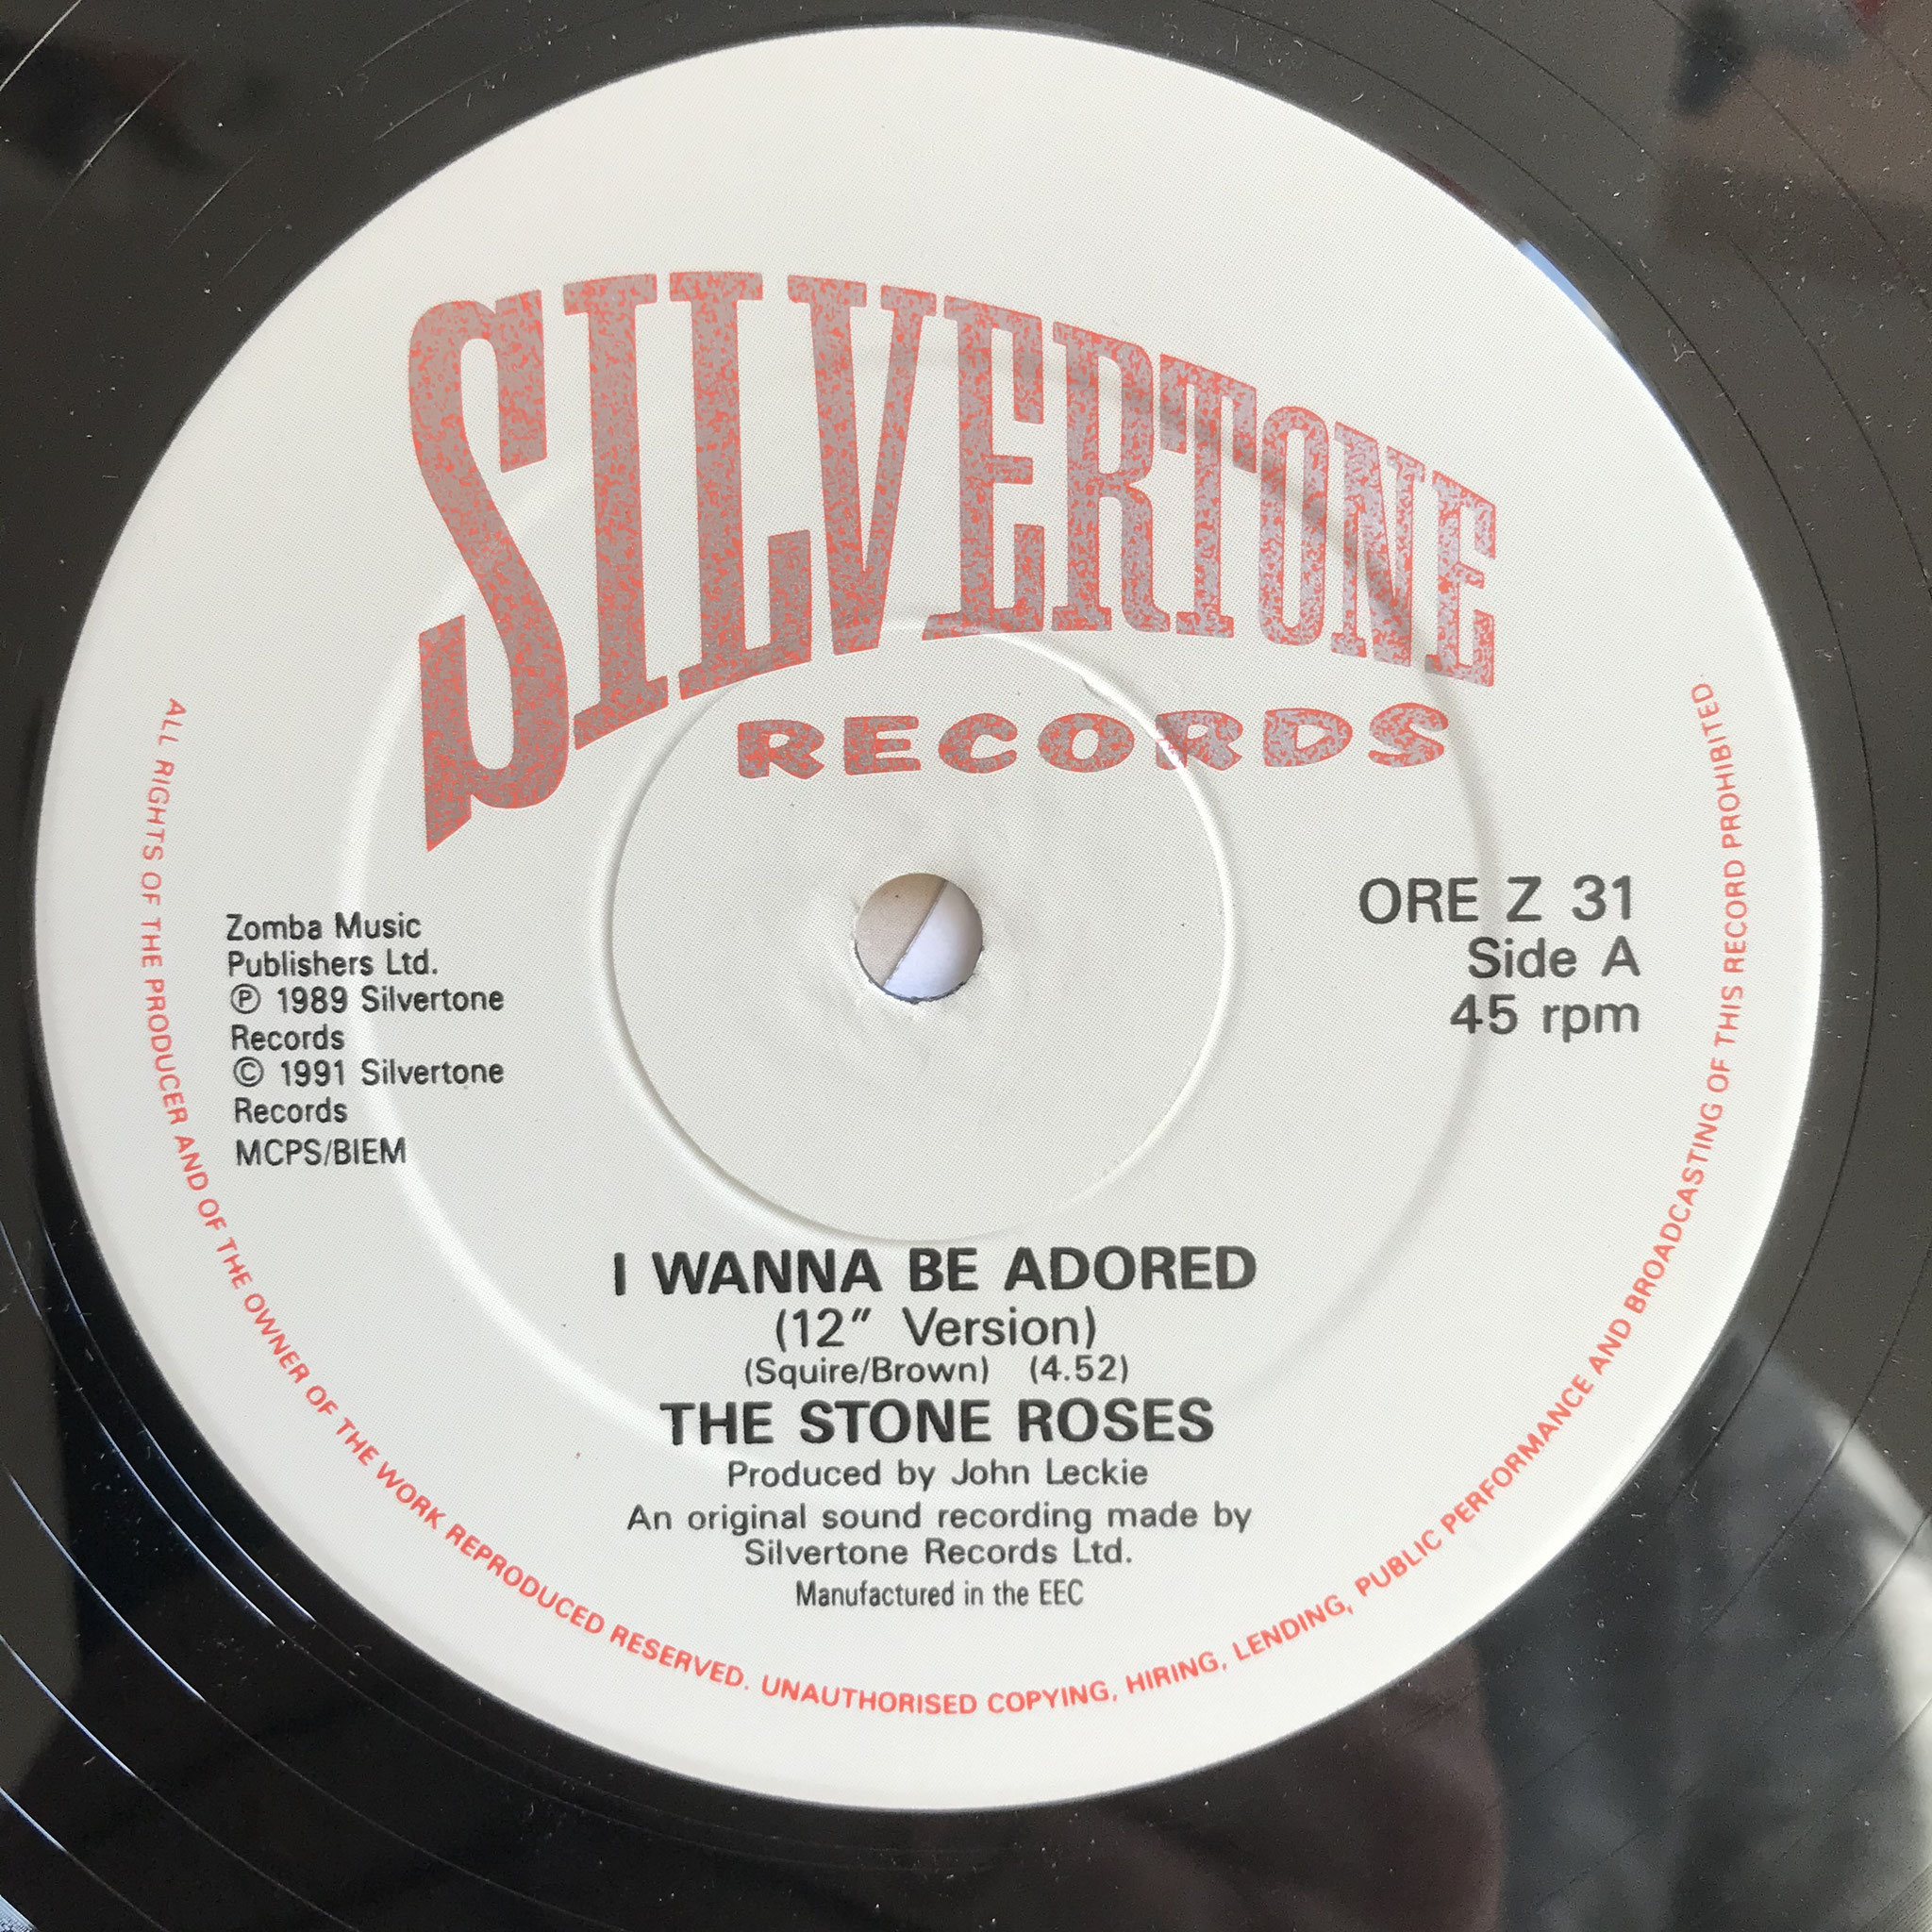 SILVERTONE
RECORDS
Zomba Music
Publishers Ltd.
℗ 1989 Silvertone
Records
© 1991 Silvertone
Records
MCPS/BIEM
ORE Z 31
Side A
45 rpm
I WANNA BE ADORED
(12" Version)
(Squire/Brown) (4.52)
THE STONE ROSES
Produced by John Leckie
An original sound recording made by
Silvertone Records Ltd.
Manufactured in the EEC
ALL RIGHTS OF THE PRODUCER AND OF THE OWNER OF THE WORK REPRODUCED RESERVED. UNAUTHORISED COPYING, HIRING, LENDING, PUBLIC PERFORMANCE AND BROADCASTING OF THIS RECORD PROHIBITED.